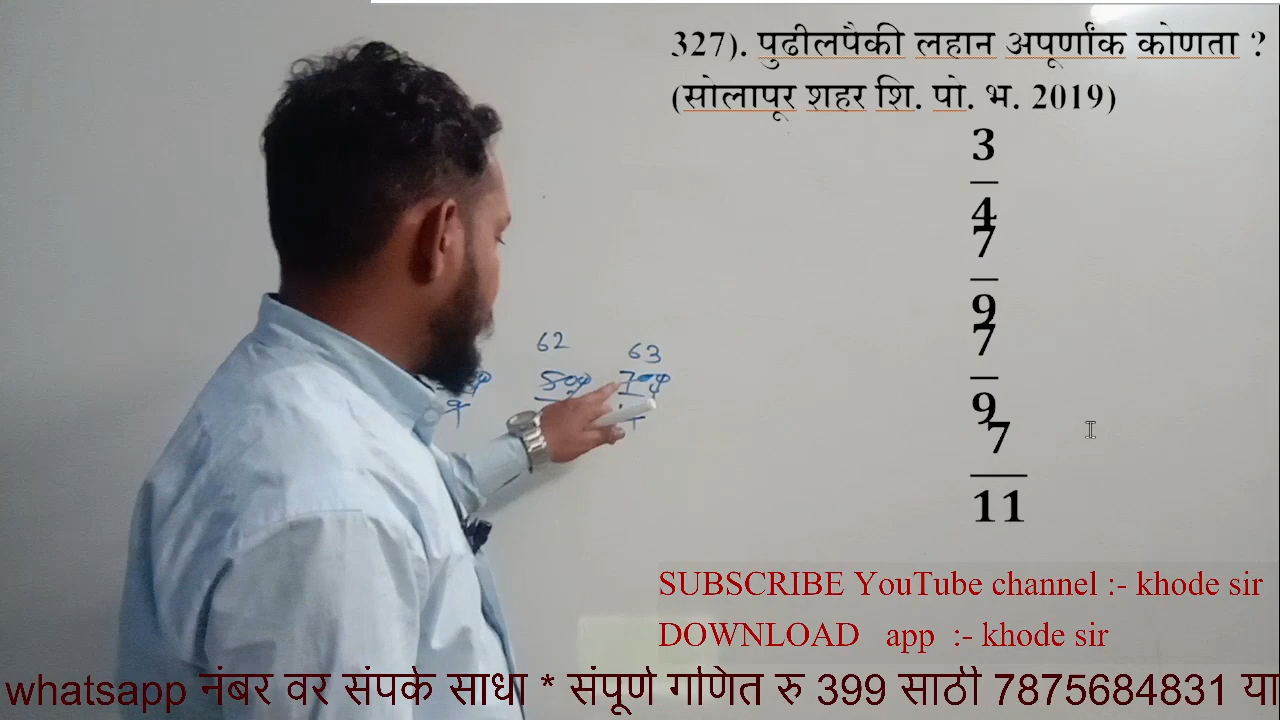 327). पुढीलपैकी लहान अपूर्णांक कोणता ?
(सोलापूर शहर शि. पो. भ. 2019)
3
4
7
9
7
9
7
11
62 63
SUBSCRIBE YouTube channel :- khode sir
DOWNLOAD app :- khode sir
whatsapp नंबर वर संपर्क साधा * संपूर्ण गणित रु 399 साठी 7875684831 या